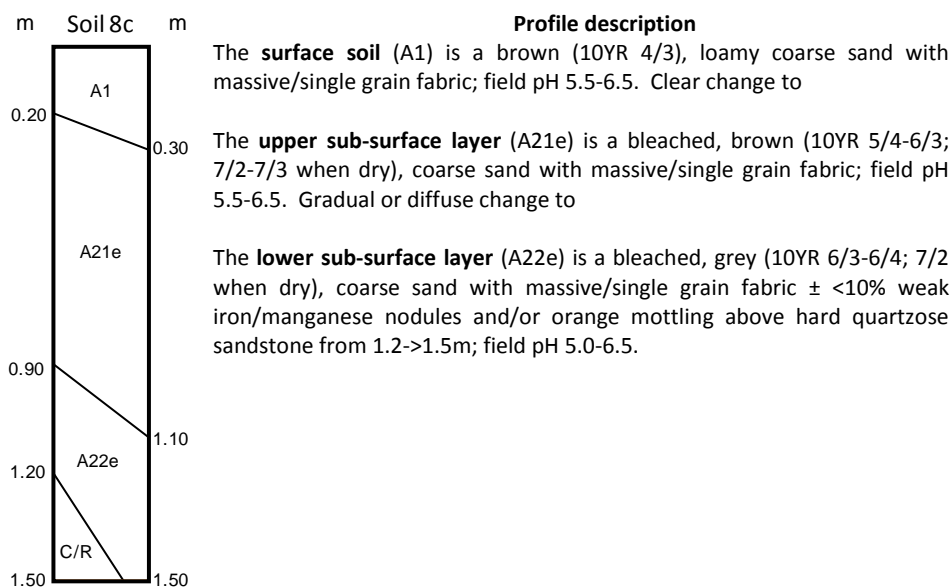 m Soil 8c m
A1
0.20
0.30
A21e
0.90
1.10
A22e
1.20
C/R
1.50 1.50
Profile description
The surface soil (A1) is a brown (10YR 4/3), loamy coarse sand with
massive/single grain fabric; field pH 5.5-6.5. Clear change to
The upper sub-surface layer (A21e) is a bleached, brown (10YR 5/4-6/3;
7/2-7/3 when dry), coarse sand with massive/single grain fabric; field pH
5.5-6.5. Gradual or diffuse change to
The lower sub-surface layer (A22e) is a bleached, grey (10YR 6/3-6/4; 7/2
when dry), coarse sand with massive/single grain fabric ± <10% weak
iron/manganese nodules and/or orange mottling above hard quartzose
sandstone from 1.2->1.5m; field pH 5.0-6.5.